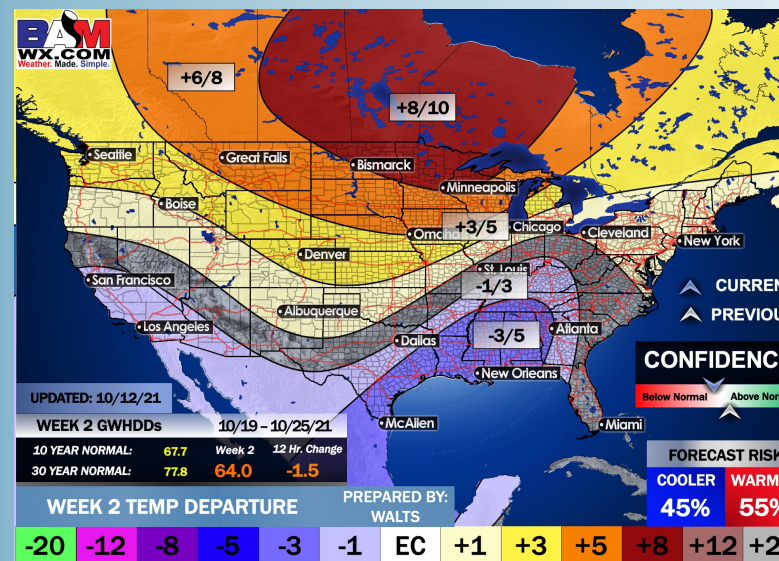 BAM
WX.COM
Weather. Made. Simple.
+6/8
+8/10
Seattle
Great Falls
Bismarck
Minneapolis
Boise
+3/5
Omaha
Chicago
Cleveland
New York
Denver
St. Louis
San Francisco
-1/3
CURREN
Albuquerque
PREVIOU
Los Angeles
-3/5
Atlanta
Dallas
CONFIDENC
New Orleans
Below Normal
Above Nor
UPDATED: 10/12/21
McAllen
Miami
WEEK 2 GWHDDs
10/19 – 10/25/21
10 YEAR NORMAL: 67.7
Week 2
12 Hr. Change
30 YEAR NORMAL: 77.8
64.0
-1.5
FORECAST RISK
COOLER
WARM
45%
55%
WEEK 2 TEMP DEPARTURE
PREPARED BY:
WALTS
-20 -12 -8 -5 -3 -1 EC +1 +3 +5 +8 +12 +2